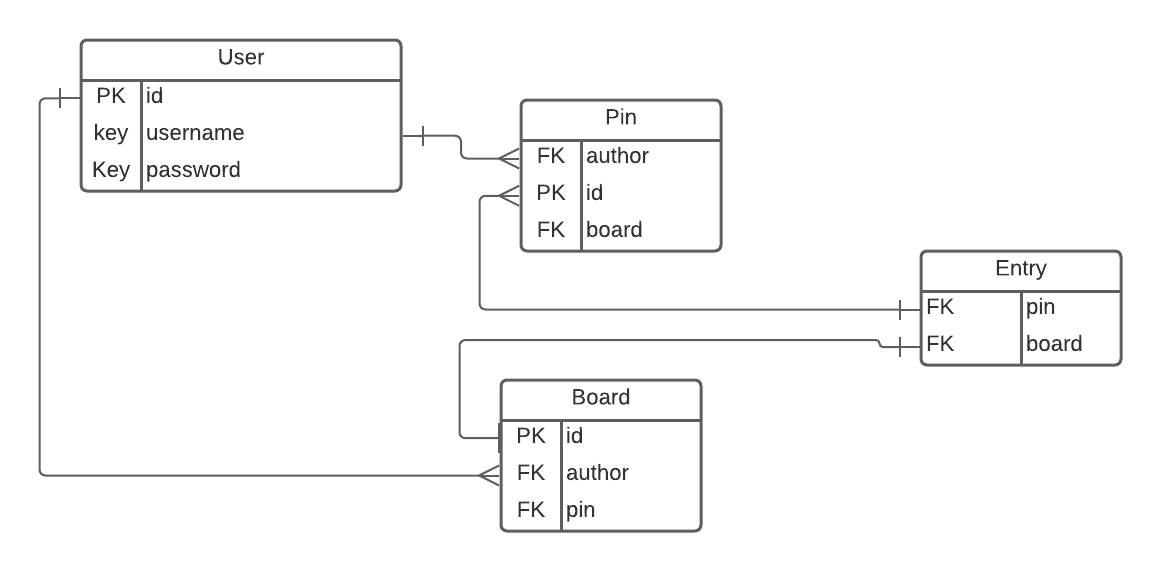 User
PK id
key username
Key password
Pin
FK author
PK id
FK board
Entry
FK pin
FK board
Board
PK id
FK author
FK pin